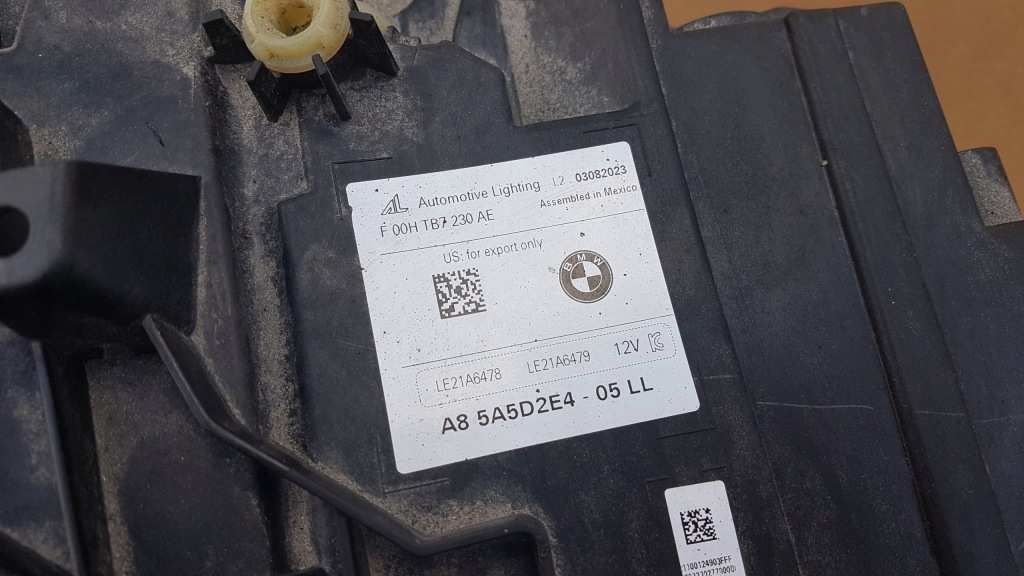 AL Automotive Lighting L2 03082023
F 00H TB7 230 AE Assembled in Mexico
US: for export only
BMW
LE21A6478 LE21A6479 12V
A8 5A5D2E4 - 05 LL